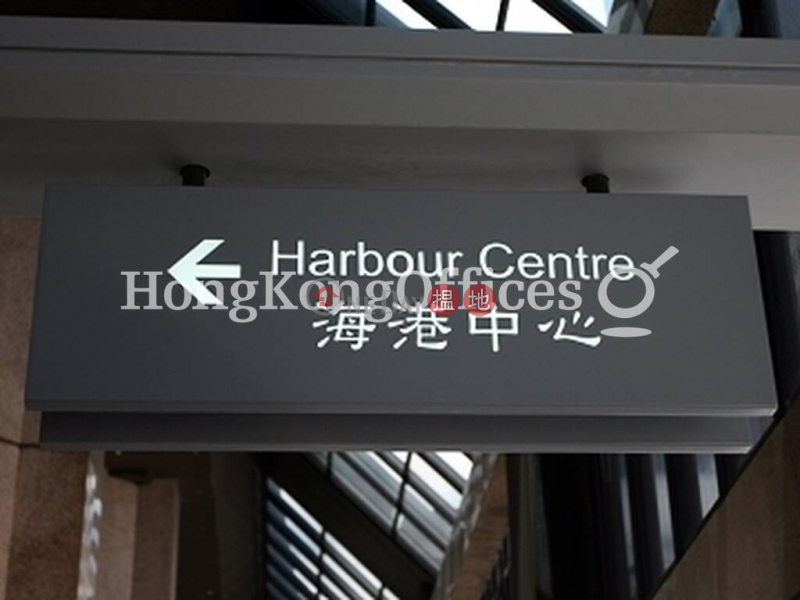 ← Harbour Centre
HongKongOffices
搵地
海港中心